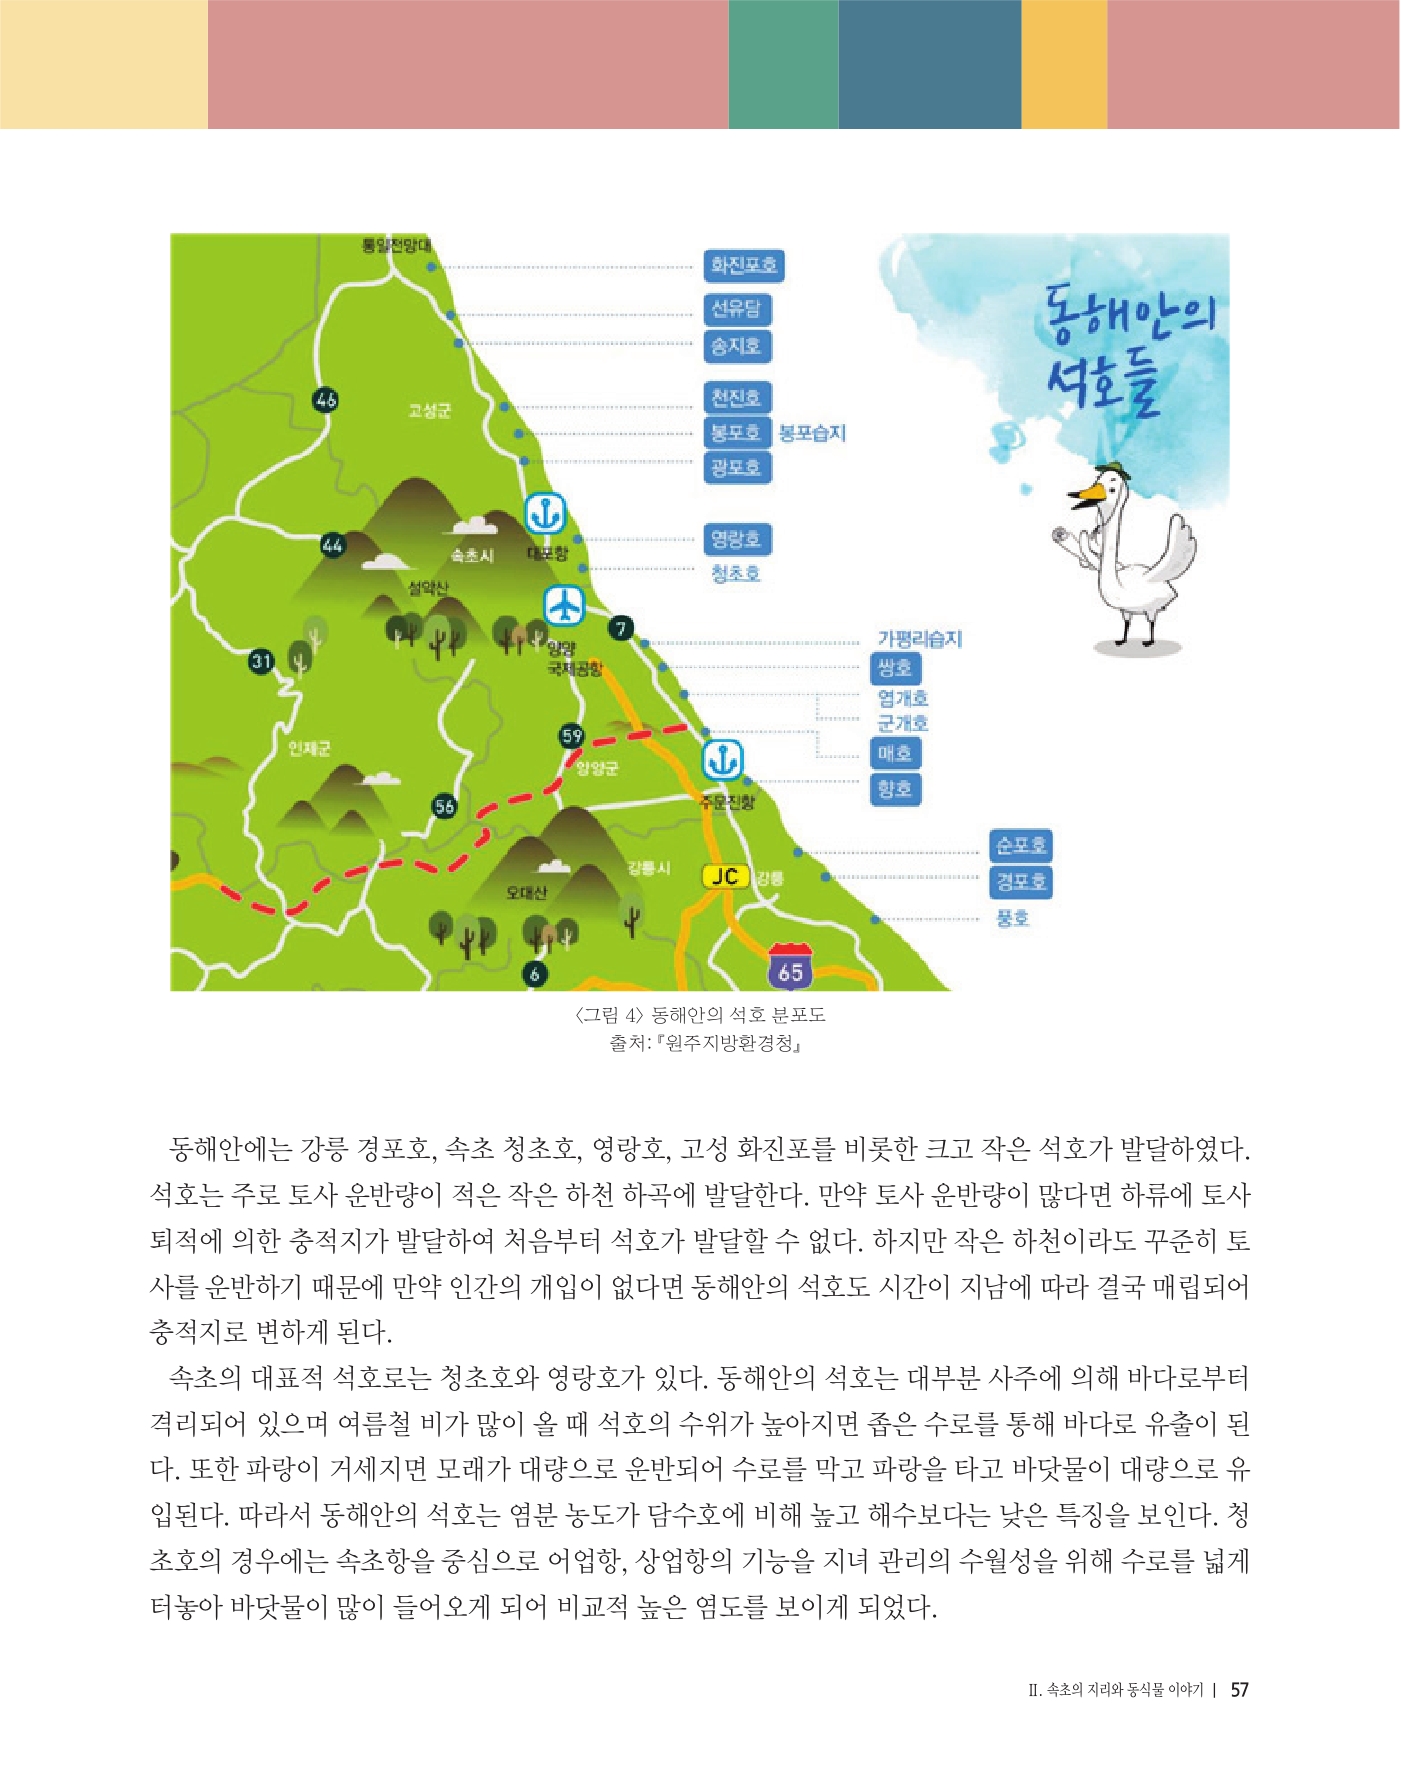 통일전망대
화진포호
선유담
송지호
동해안의
석호들
46
고성군
천진호
봉포호 봉포습지
광포호
44
속초시
대포항
영랑호
청초호
설악산
7
양양
국제공항
31
가평리습지
쌍호
염개호
군개호
매호
향호
59
인제군
양양군
56
주문진항
순포호
경포호
풍호
강릉시
JC
강릉
오대산
65
6
<그림 4> 동해안의 석호 분포도
출처:『원주지방환경청』
동해안에는 강릉 경포호, 속초 청초호, 영랑호, 고성 화진포를 비롯한 크고 작은 석호가 발달하였다.
석호는 주로 토사 운반량이 적은 작은 하천 하곡에 발달한다. 만약 토사 운반량이 많다면 하류에 토사
퇴적에 의한 충적지가 발달하여 처음부터 석호가 발달할 수 없다. 하지만 작은 하천이라도 꾸준히 토
사를 운반하기 때문에 만약 인간의 개입이 없다면 동해안의 석호도 시간이 지남에 따라 결국 매립되어
충적지로 변하게 된다.
속초의 대표적 석호로는 청초호와 영랑호가 있다. 동해안의 석호는 대부분 사주에 의해 바다로부터
격리되어 있으며 여름철 비가 많이 올 때 석호의 수위가 높아지면 좁은 수로를 통해 바다로 유출이 된
다. 또한 파랑이 거세지면 모래가 대량으로 운반되어 수로를 막고 파랑을 타고 바닷물이 대량으로 유
입된다. 따라서 동해안의 석호는 염분 농도가 담수호에 비해 높고 해수보다는 낮은 특징을 보인다. 청
초호의 경우에는 속초항을 중심으로 어업항, 상업항의 기능을 지녀 관리의 수월성을 위해 수로를 넓게
터놓아 바닷물이 많이 들어오게 되어 비교적 높은 염도를 보이게 되었다.
Ⅱ. 속초의 지리와 동식물 이야기 | 57